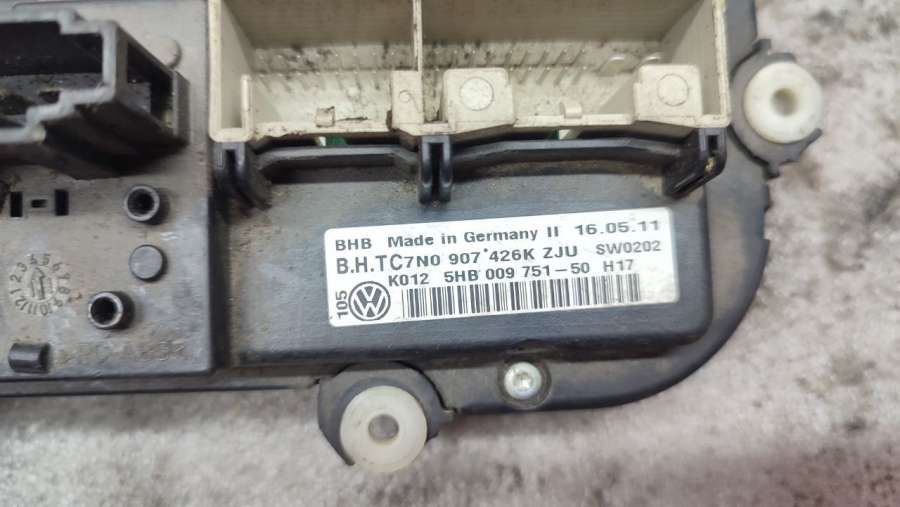 BHB Made in Germany II 16.05.11
B.H.TC7N0 907 426K ZJU SW0202
K012 5HB 009 751-50 H17
105